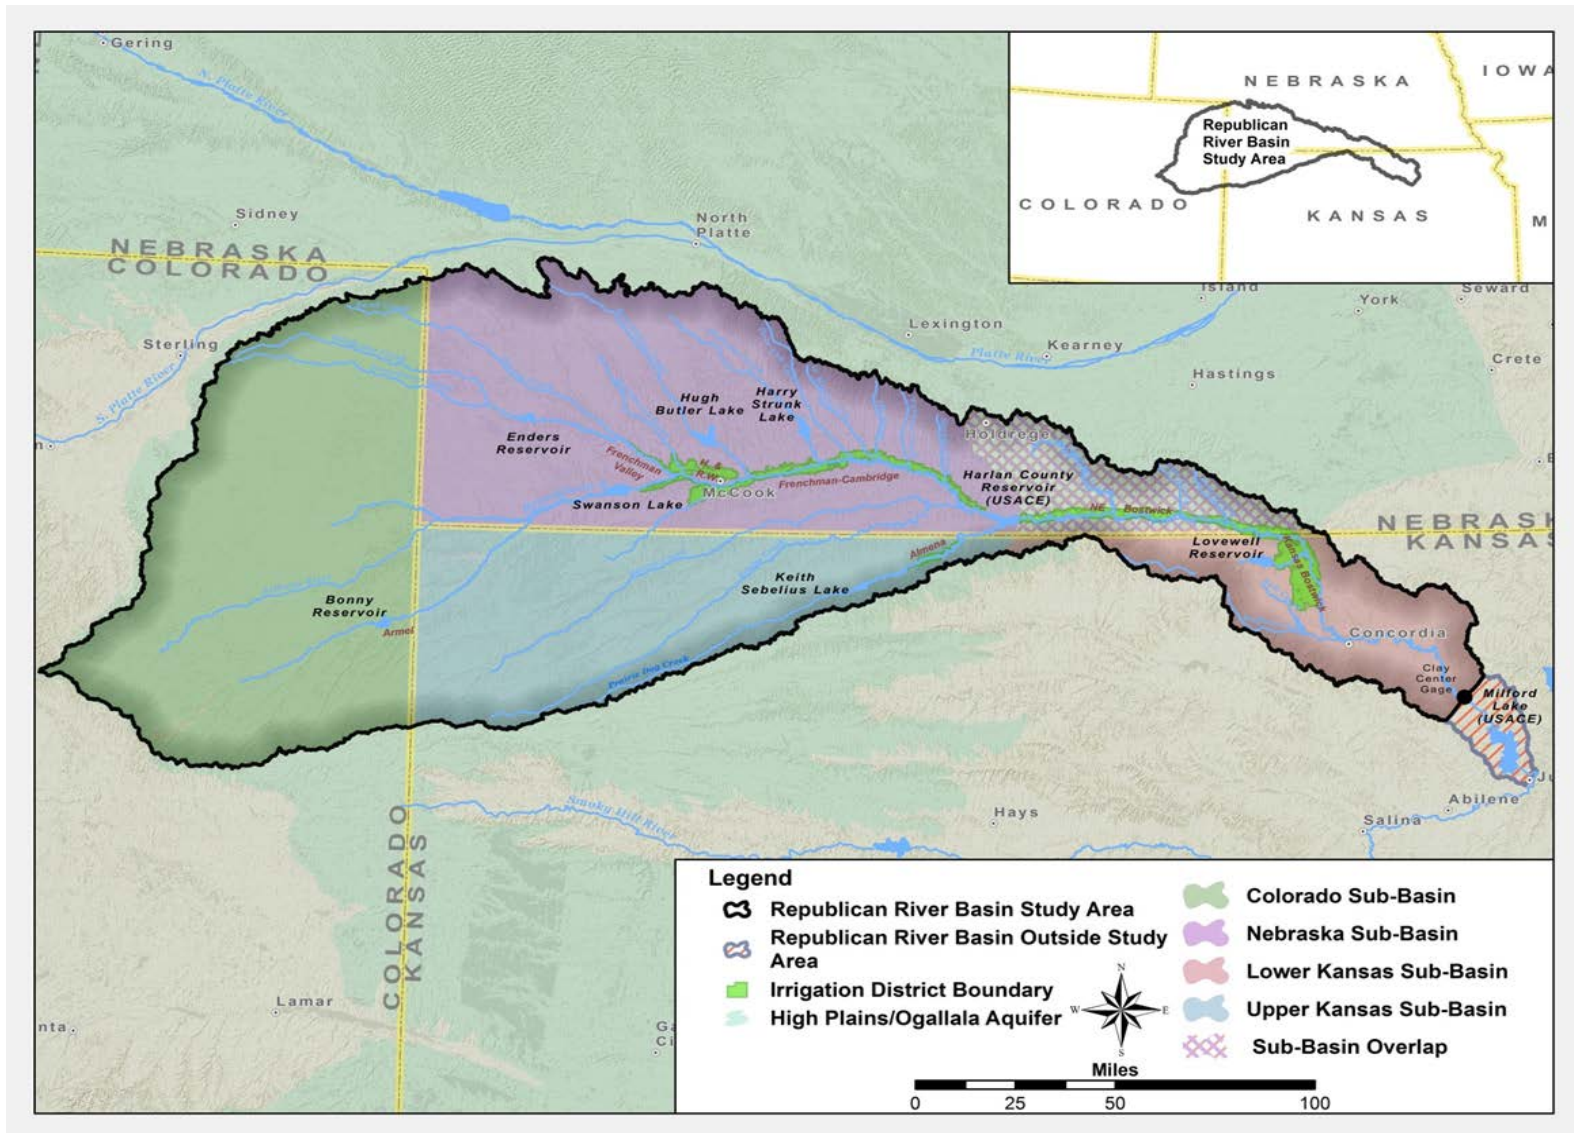 Gering
N. Platte River
Sidney
North
Platte
NEBRASKA
COLORADO
Sterling
S. Platte River
Lexington
Platte River
Kearney
Island
York
Seward
Crete
Hastings
NEBRASKA
IOWA
Republican
River Basin
Study Area
COLORADO
KANSAS
M
Hugh
Butler Lake
Harry
Strunk
Lake
Enders
Reservoir
Frenchman
Valley
H. &
R.W.
McCook
Frenchman-Cambridge
Swanson Lake
Holdrege
Harlan County
Reservoir
(USACE)
NE Bostwick
NEBRASK
KANSAS
Lovewell
Reservoir
Kansas Bostwick
Almena
Keith
Sebelius Lake
Bonny
Reservoir
Armel
Prairie Dog Creek
Concordia
Clay
Center
Gage
Milford
Lake
(USACE)
Ju
Abilene
Salina
Hays
Smoky Hill River
COLORADO
KANSAS
Lamar
nta
Ga
Ci
Legend
Republican River Basin Study Area
Republican River Basin Outside Study
Area
Irrigation District Boundary
High Plains/Ogallala Aquifer
N
W
E
S
Colorado Sub-Basin
Nebraska Sub-Basin
Lower Kansas Sub-Basin
Upper Kansas Sub-Basin
Sub-Basin Overlap
Miles
0 25 50 100